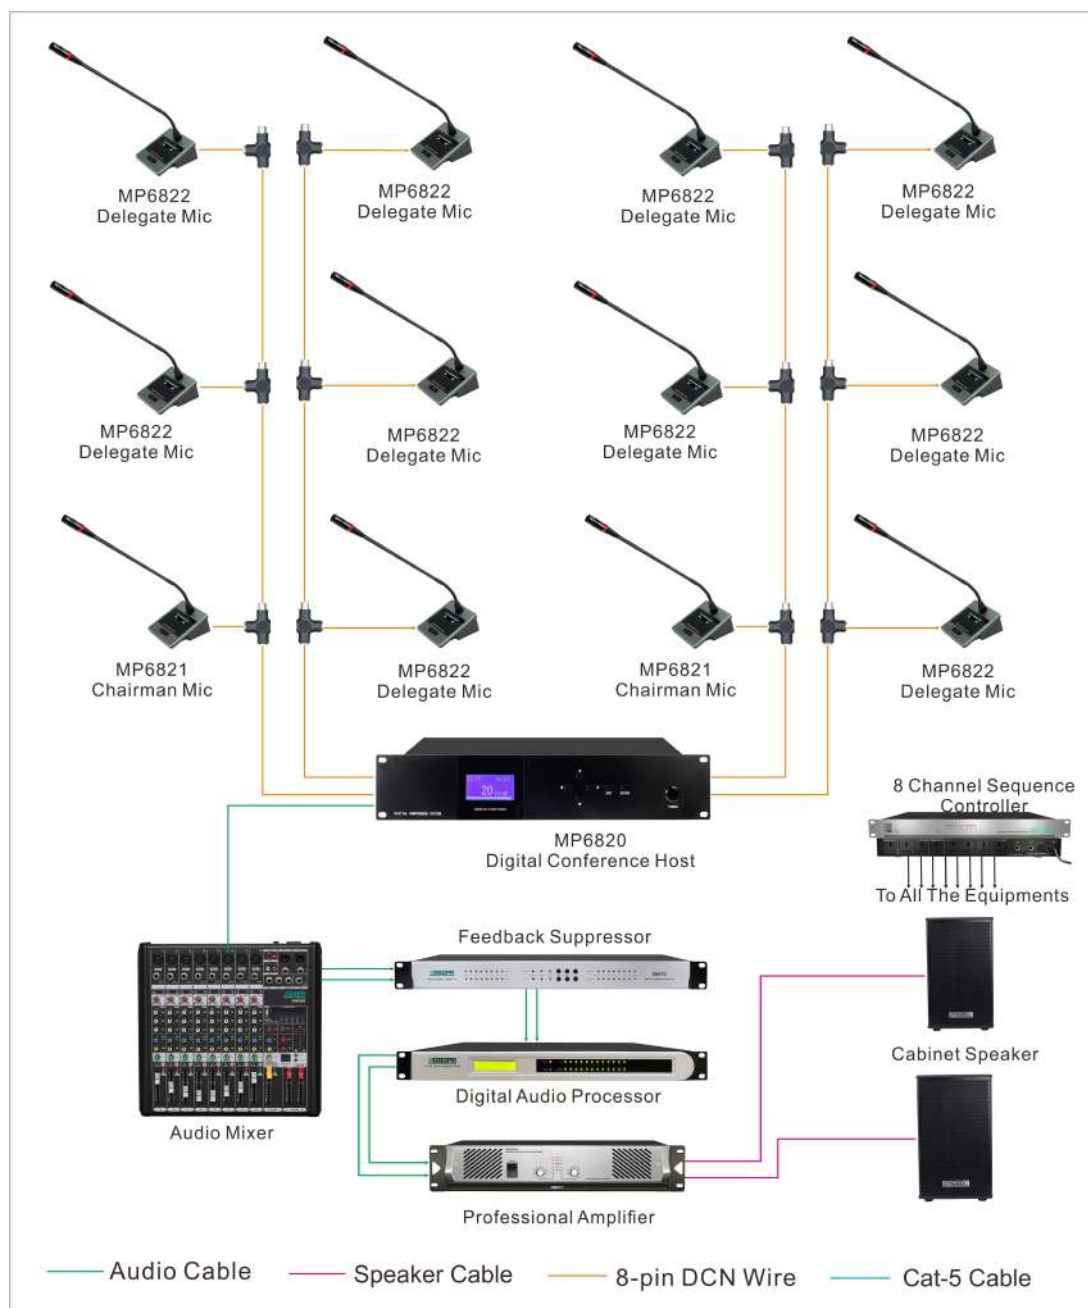 MP6822
Delegate Mic
MP6822
Delegate Mic
MP6822
Delegate Mic
MP6822
Delegate Mic
MP6822
Delegate Mic
MP6822
Delegate Mic
MP6822
Delegate Mic
MP6822
Delegate Mic
MP6821
Chairman Mic
MP6822
Delegate Mic
MP6821
Chairman Mic
MP6822
Delegate Mic
20
MP6820
Digital Conference Host
8 Channel Sequence
Controller
To All The Equipments
Feedback Suppressor
Digital Audio Processor
Cabinet Speaker
Audio Mixer
Professional Amplifier
Audio Cable
Speaker Cable
8-pin DCN Wire
Cat-5 Cable